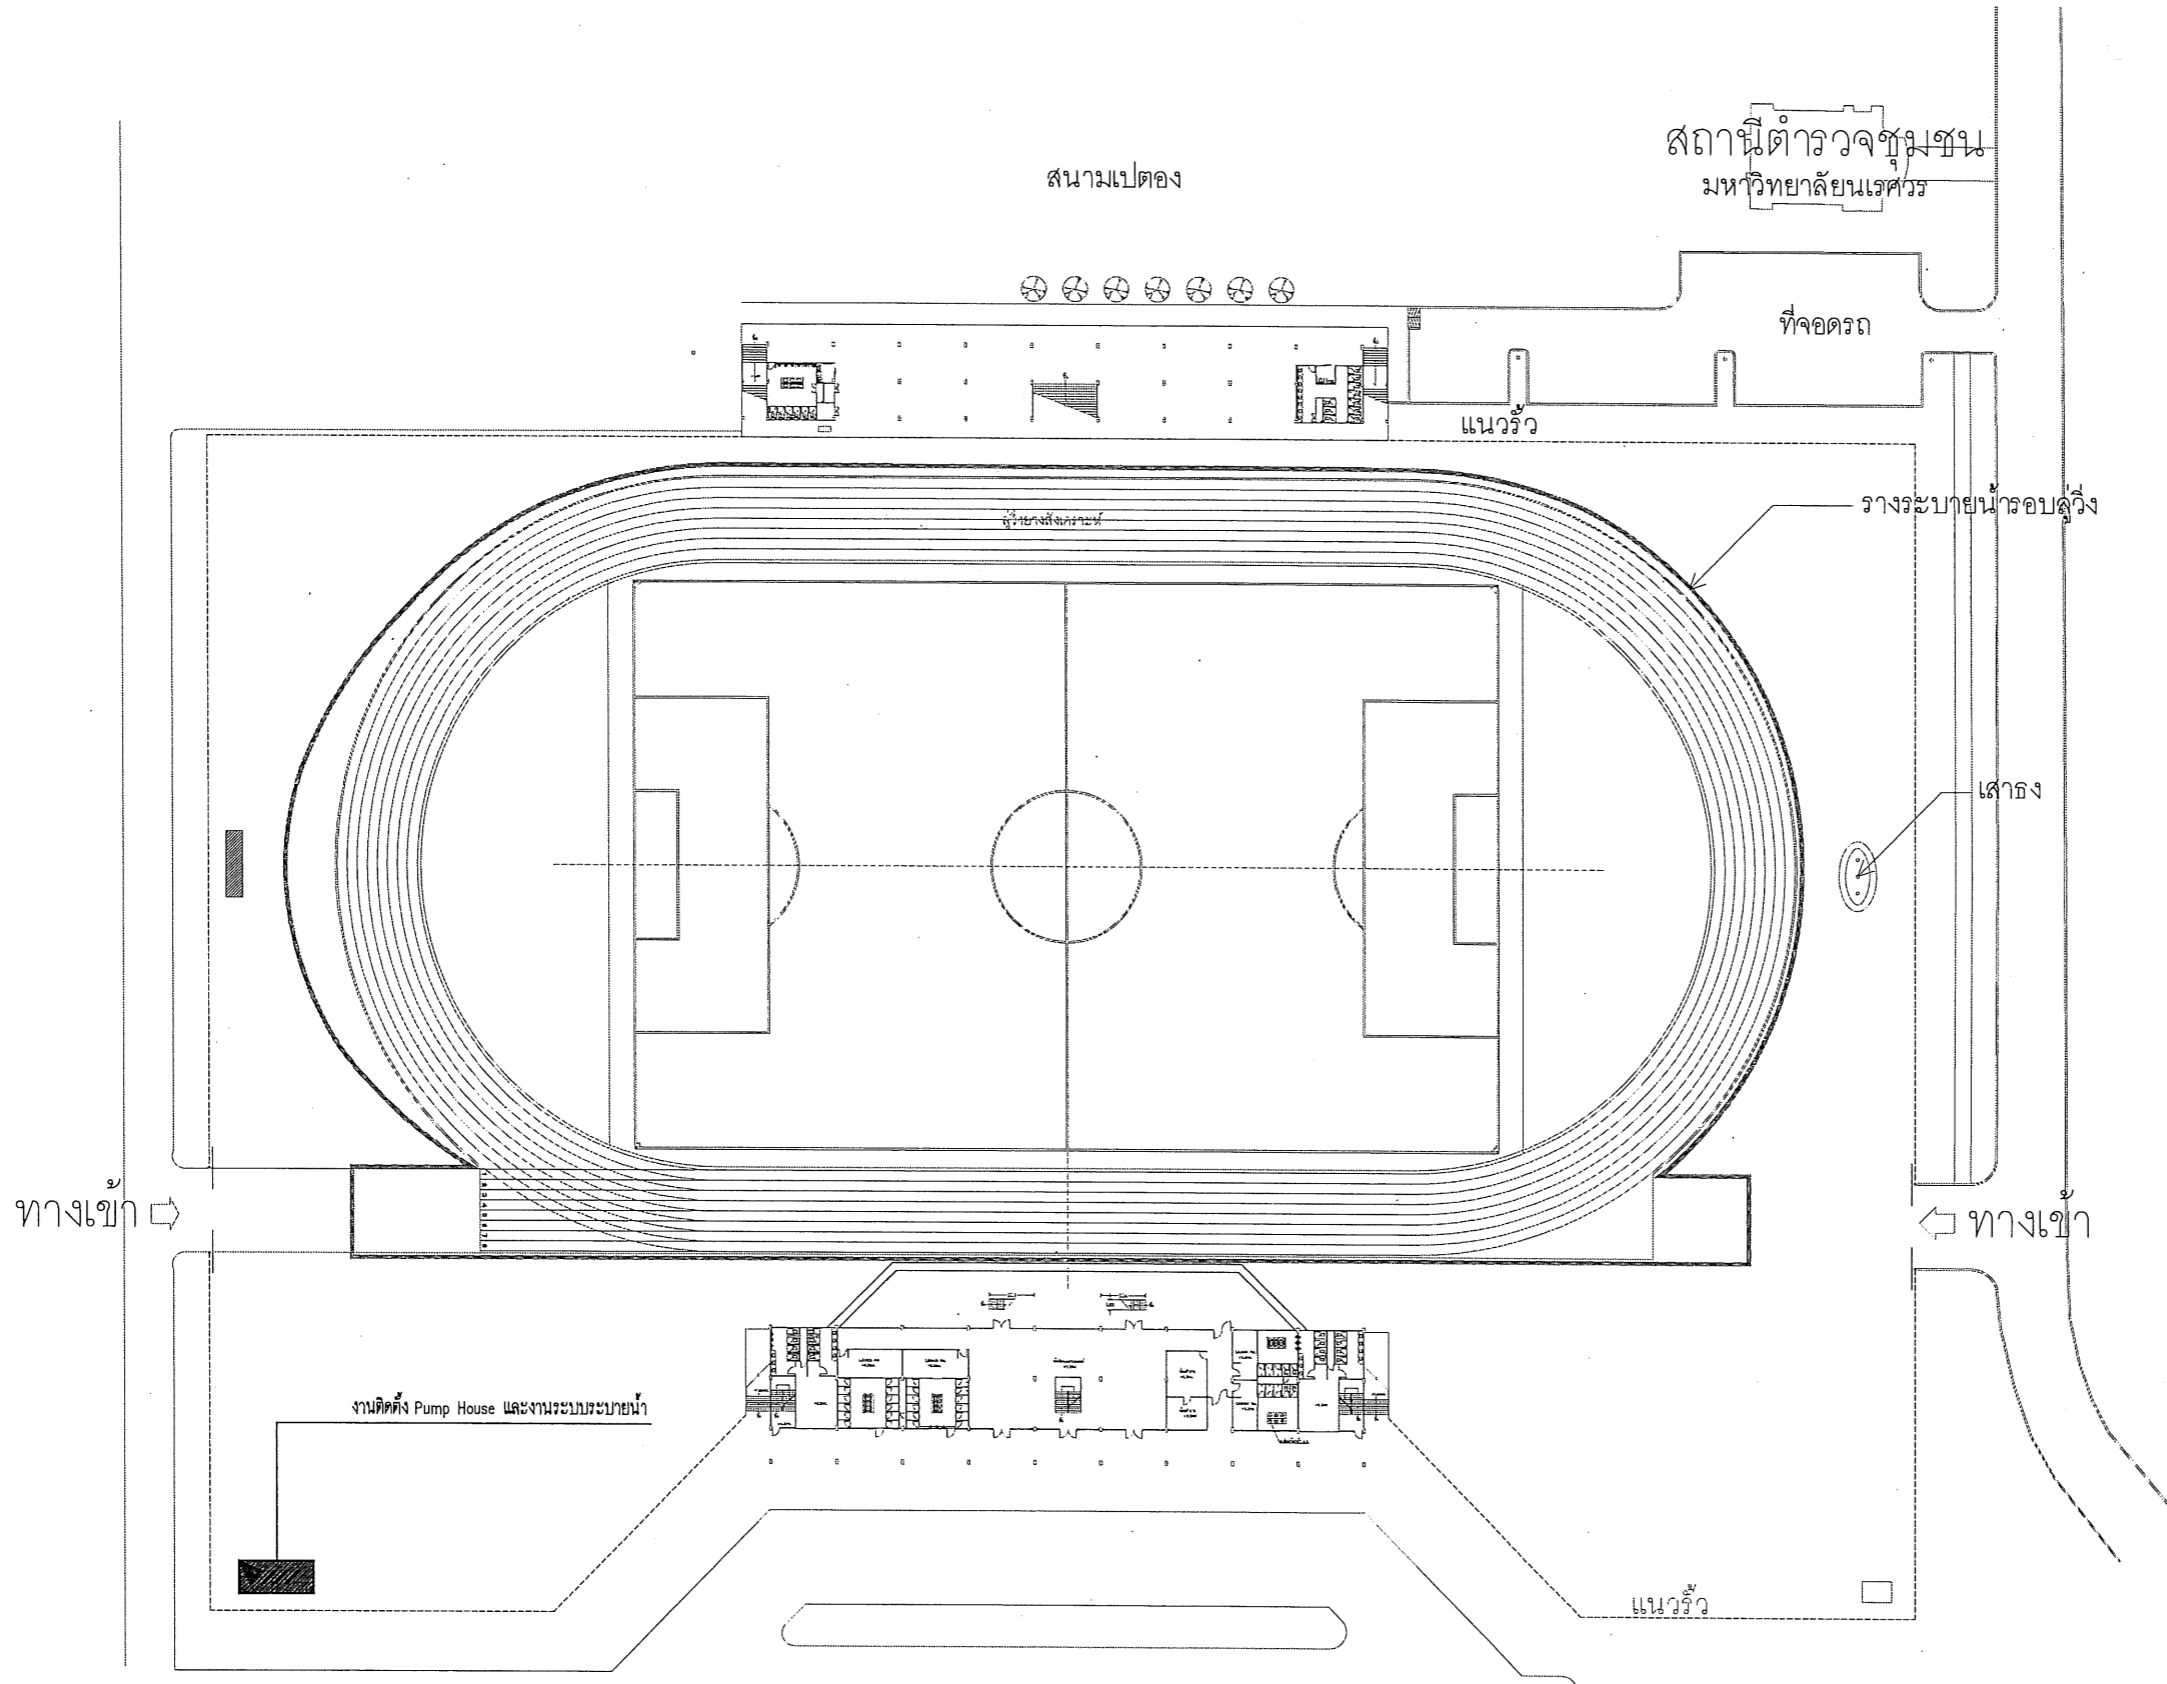 สถานีตำรวจชุมชน
มหาวิทยาลัยนเรศวร
สนามเปตอง
ที่จอดรถ
แนวรั้ว
รางระบายน้ำรอบลู่วิ่ง
ลู่วิ่งยางสังเคราะห์
เสาธง
ทางเข้า
ทางเข้า
งานติดตั้ง Pump House และงานระบบระบายน้ำ
แนวรั้ว